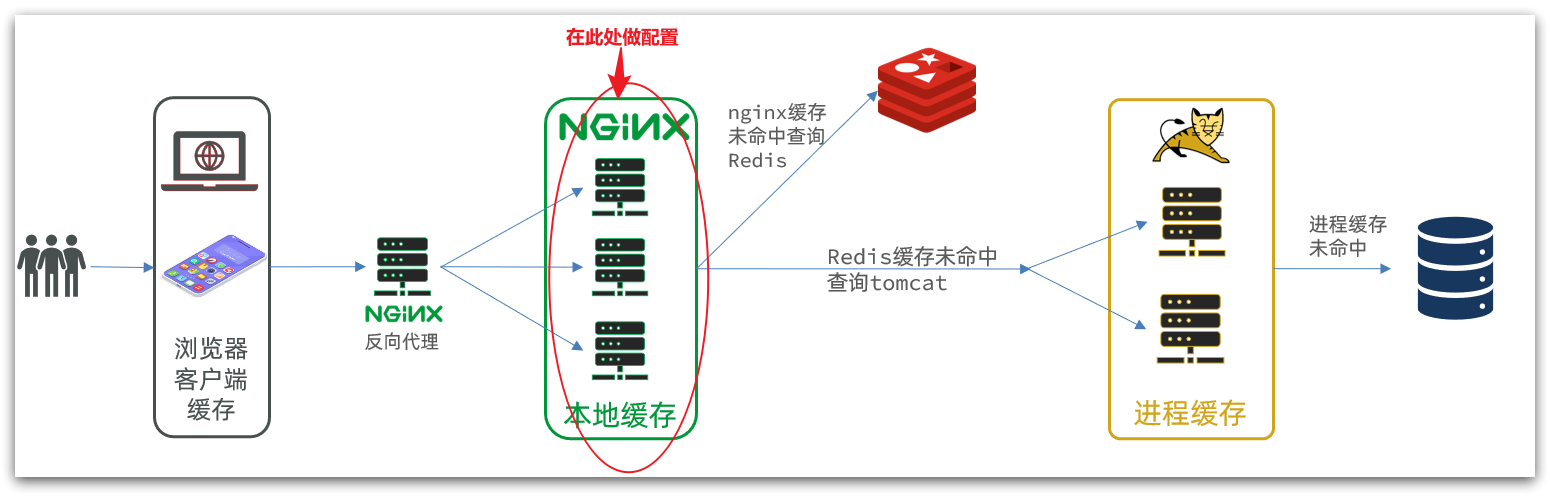 在此处做配置
浏览器
客户端
缓存
NGINX
反向代理
NGINX
本地缓存
nginx缓存
未命中查询
Redis
Redis缓存未命中
查询tomcat
进程缓存
进程缓存
未命中